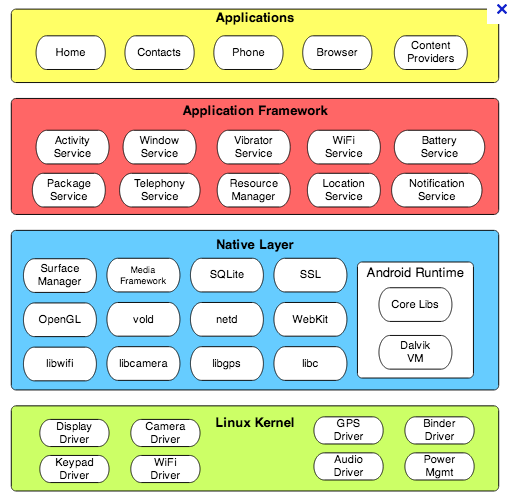 Applications
Home
Contacts
Phone
Browser
Content
Providers
Application Framework
Activity
Service
Window
Service
Vibrator
Service
WiFi
Service
Battery
Service
Package
Service
Telephony
Service
Resource
Manager
Location
Service
Notification
Service
Native Layer
Surface
Manager
Media
Framework
SQLite
SSL
OpenGL
vold
netd
WebKit
libwifi
libcamera
libgps
libc
Android Runtime
Core Libs
Dalvik
VM
Linux Kernel
Display
Driver
Camera
Driver
GPS
Driver
Binder
Driver
Keypad
Driver
WiFi
Driver
Audio
Driver
Power
Mgmt